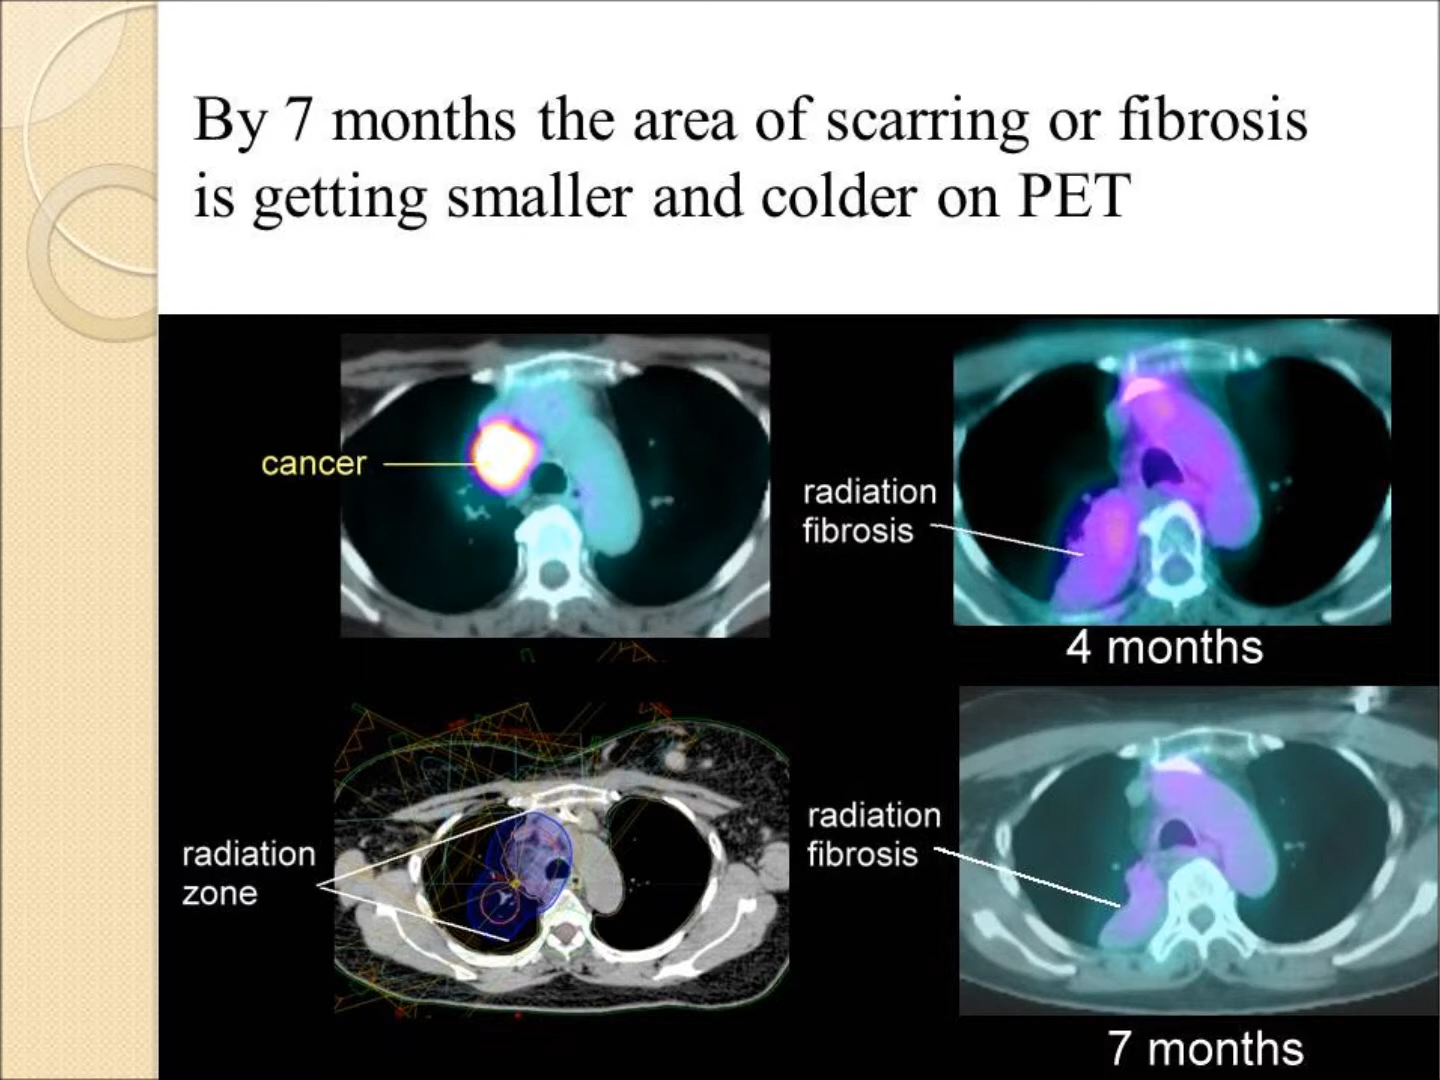 By 7 months the area of scarring or fibrosis
is getting smaller and colder on PET
cancer
radiation
fibrosis
4 months
radiation
zone
radiation
fibrosis
7 months